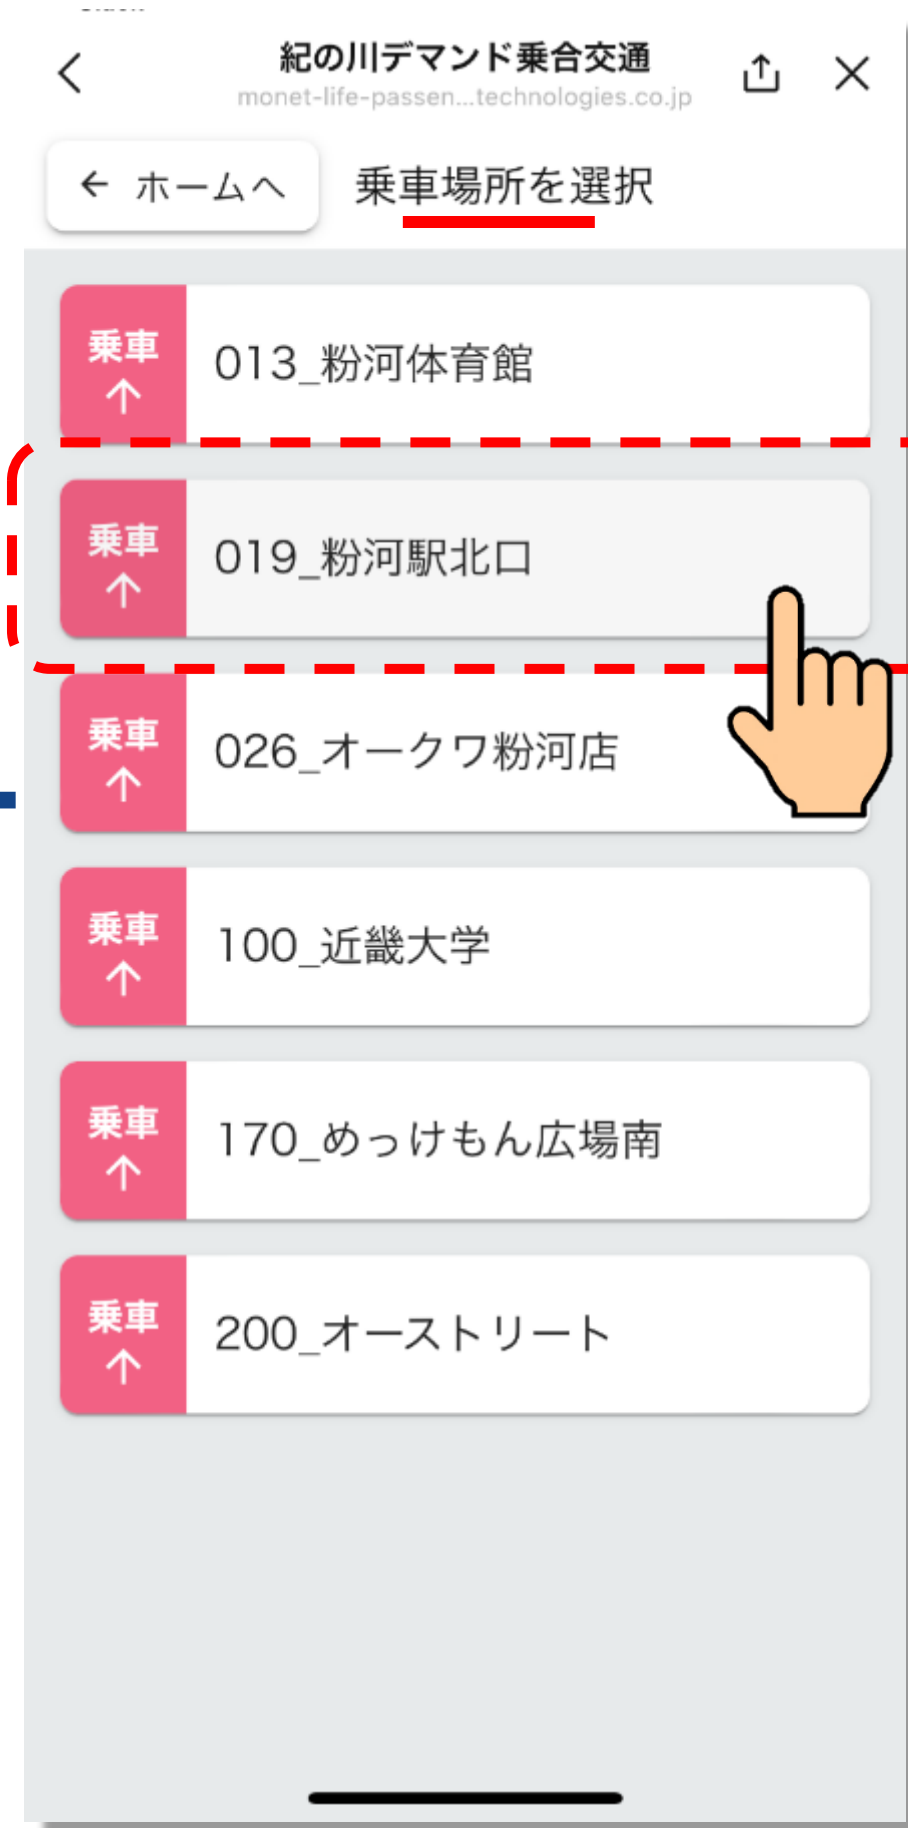 紀の川デマンド乗合交通
monet-life-passen...technologies.co.jp
← ホームへ 乗車場所を選択
乗車 ↑ 013_粉河体育館
乗車 ↑ 019_粉河駅北口
乗車 ↑ 026_オークワ粉河店
乗車 ↑ 100_近畿大学
乗車 ↑ 170_めっけもん広場南
乗車 ↑ 200_オーストリート